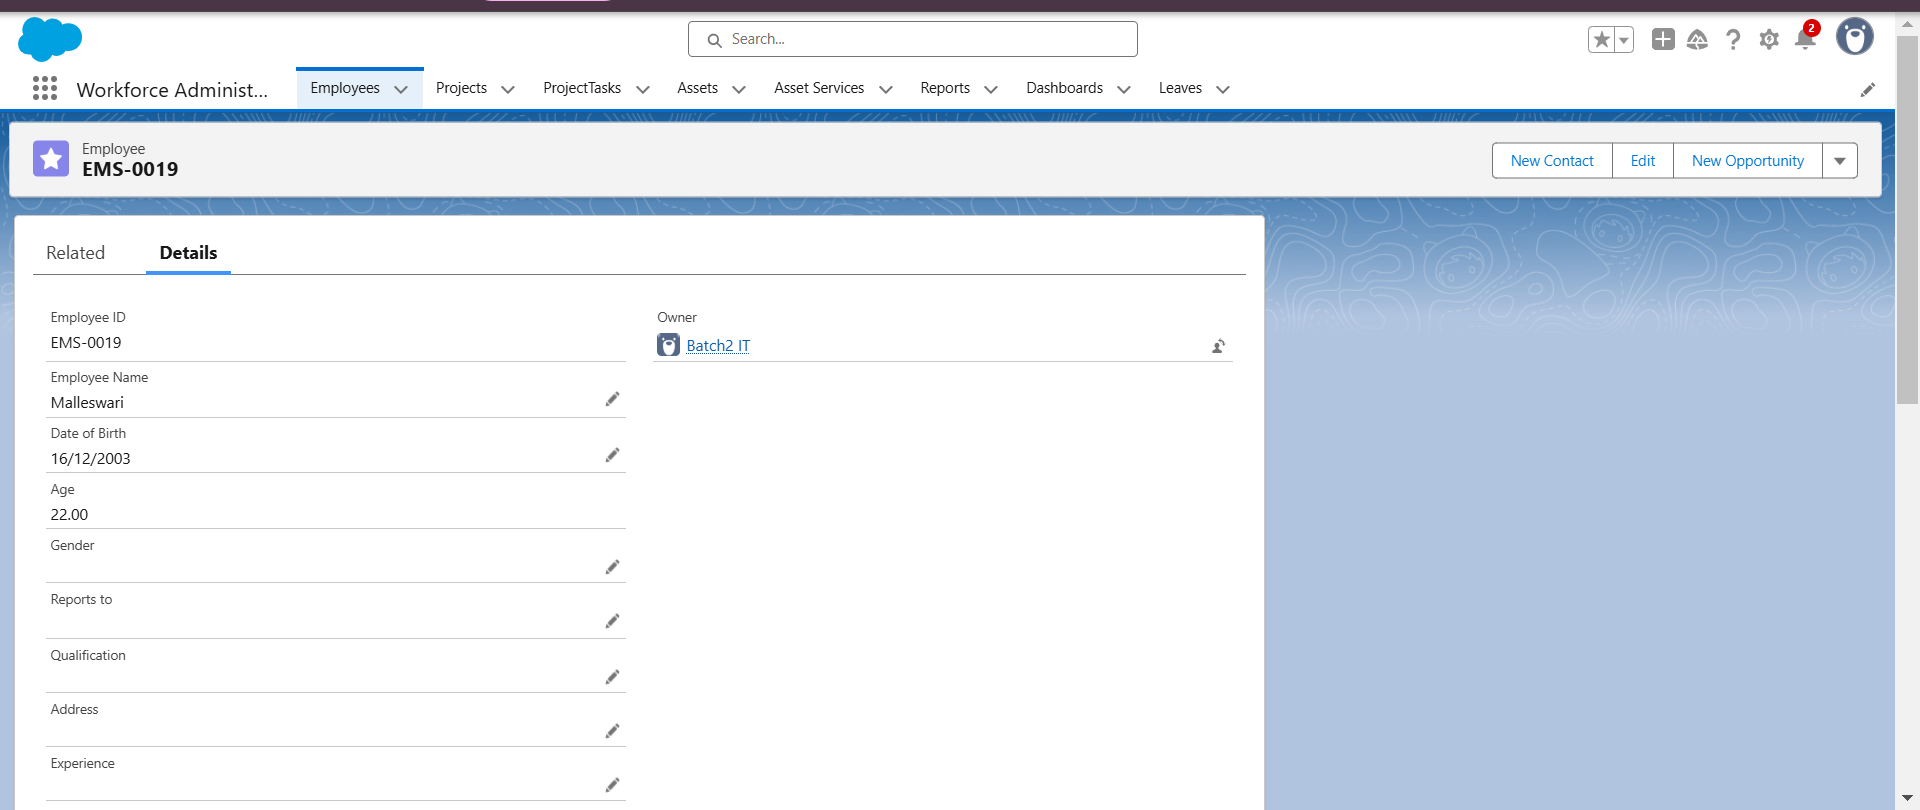 Search...
2
Workforce Administ...
Employees
Projects
ProjectTasks
Assets
Asset Services
Reports
Dashboards
Leaves
Employee
EMS-0019
New Contact
Edit
New Opportunity
Related
Details
Employee ID
EMS-0019
Owner
Batch2 IT
Employee Name
Malleswari
Date of Birth
16/12/2003
Age
22.00
Gender
Reports to
Qualification
Address
Experience